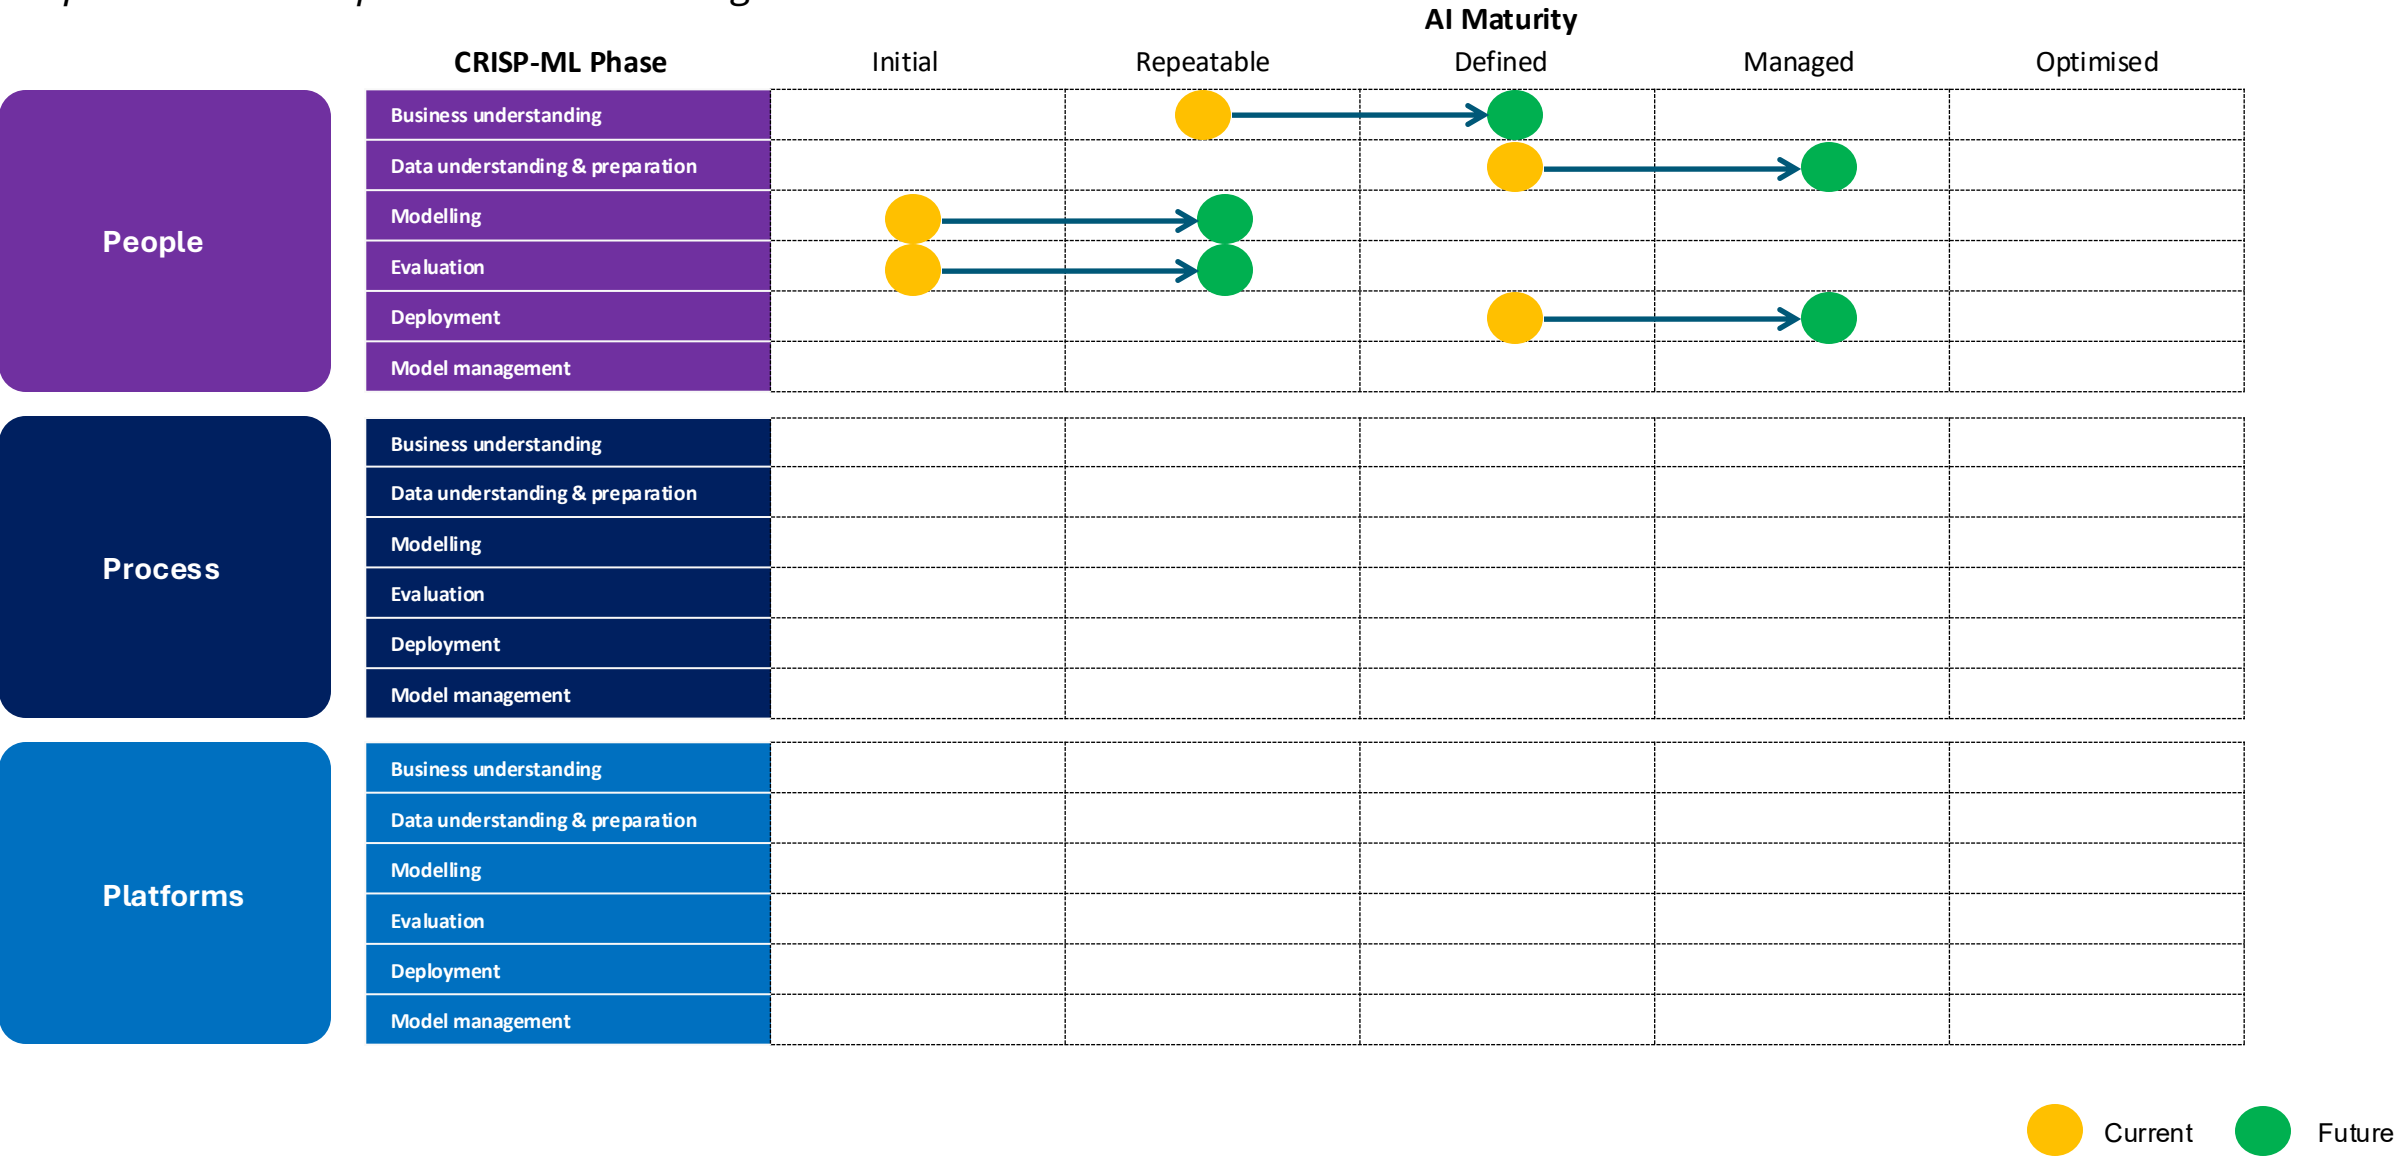 AI Maturity
CRISP-ML Phase Initial Repeatable Defined Managed Optimised
People
Business understanding
Data understanding & preparation
Modelling
Evaluation
Deployment
Model management
Process
Business understanding
Data understanding & preparation
Modelling
Evaluation
Deployment
Model management
Platforms
Business understanding
Data understanding & preparation
Modelling
Evaluation
Deployment
Model management
Current Future